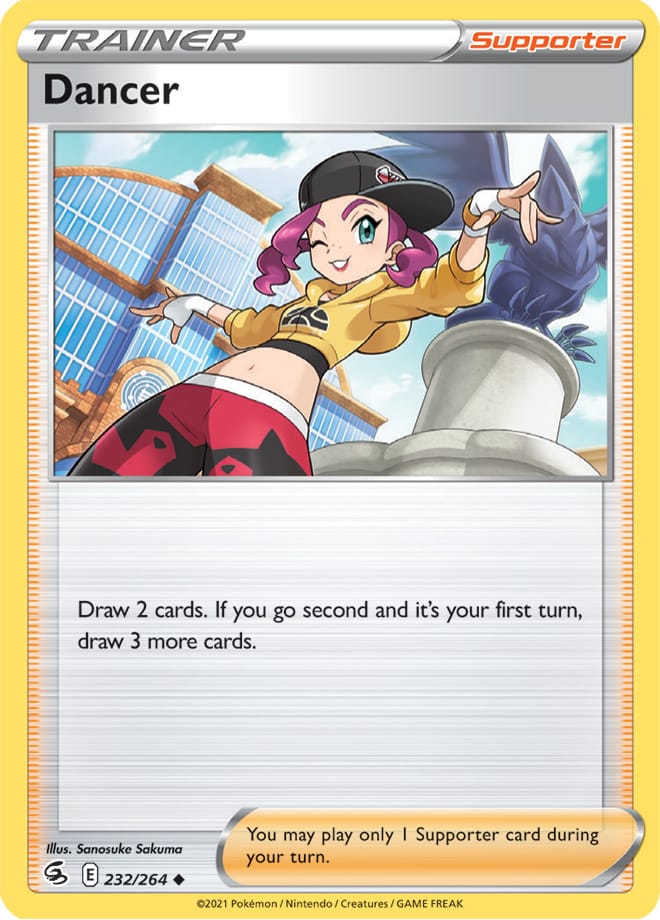 TRAINER Supporter
Dancer
Draw 2 cards. If you go second and it's your first turn,
draw 3 more cards.
Illus. Sanosuke Sakuma
You may play only 1 Supporter card during
your turn.
E 232/264 ◆
©2021 Pokémon / Nintendo / Creatures / GAME FREAK